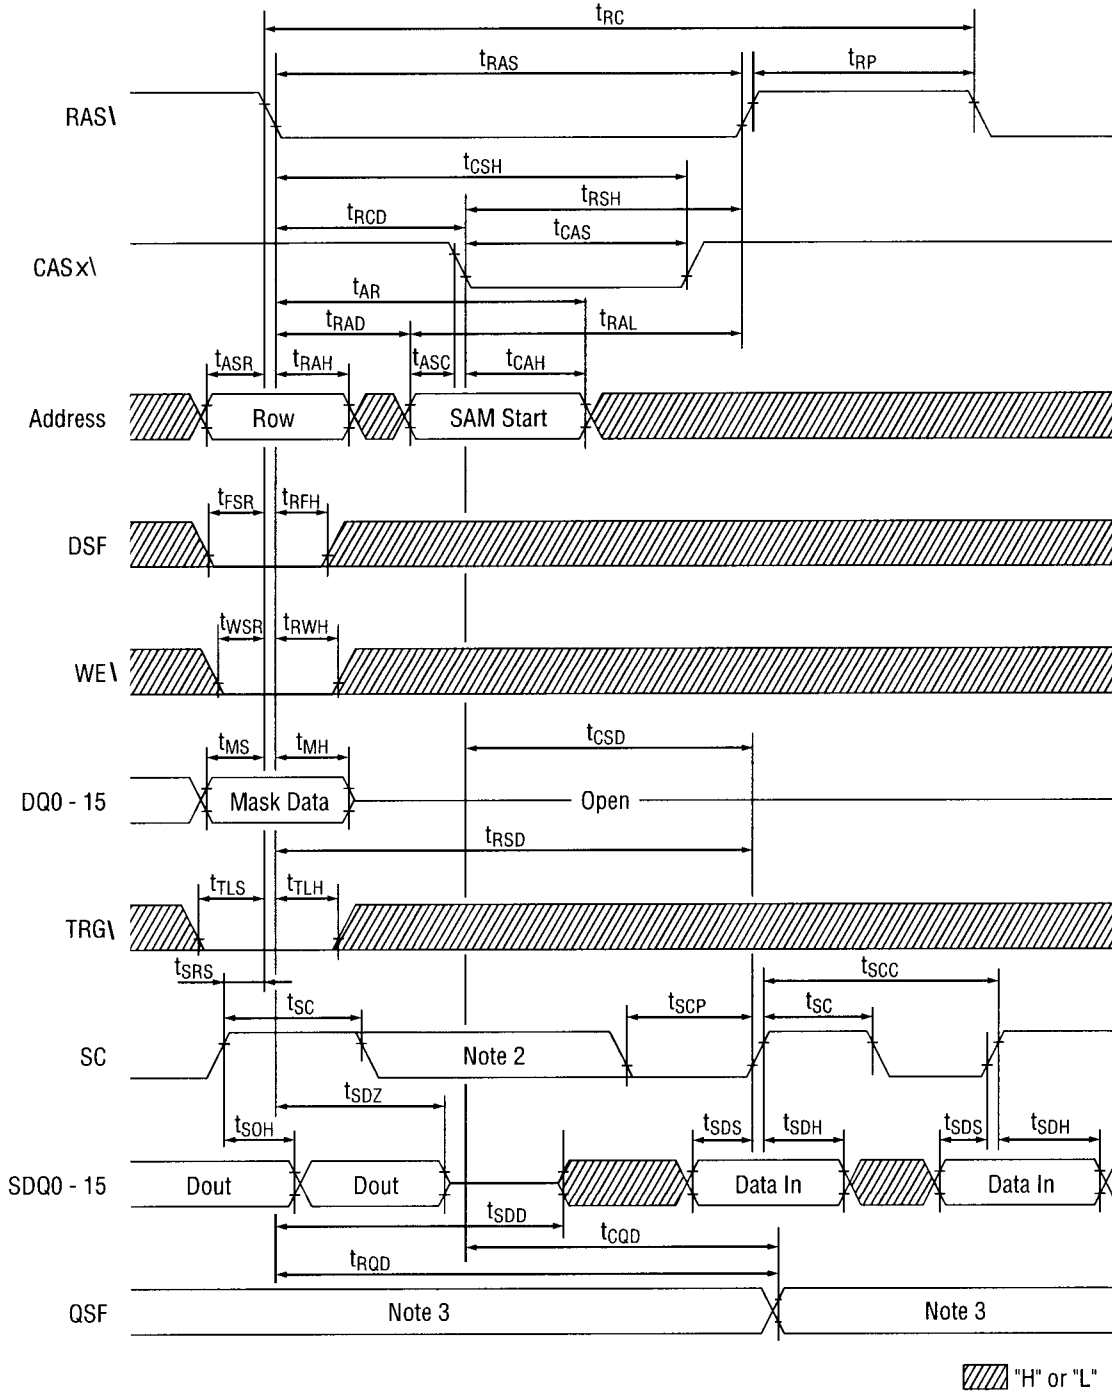 tRC
tRAS
tRP
RAS\
tCSH
tRSH
tRCD
tCAS
CASx\
tAR
tRAD
tRAL
tASR
tRAH
tASC
tCAH
Address
Row
SAM Start
tFSR
tRFH
DSF
tWSR
tRWH
WE\
tMS
tMH
tCSD
DQ0 - 15
Mask Data
Open
tRSD
tTLS
tTLH
TRG\
tSRS
tSCC
tSC
tSCP
tSC
SC
Note 2
tSDZ
tSOH
tSDS
tSDH
tSDS
tSDH
SDQ0 - 15
Dout
Dout
Data In
Data In
tSDD
tCQD
tRQD
QSF
Note 3
Note 3
"H" or "L"